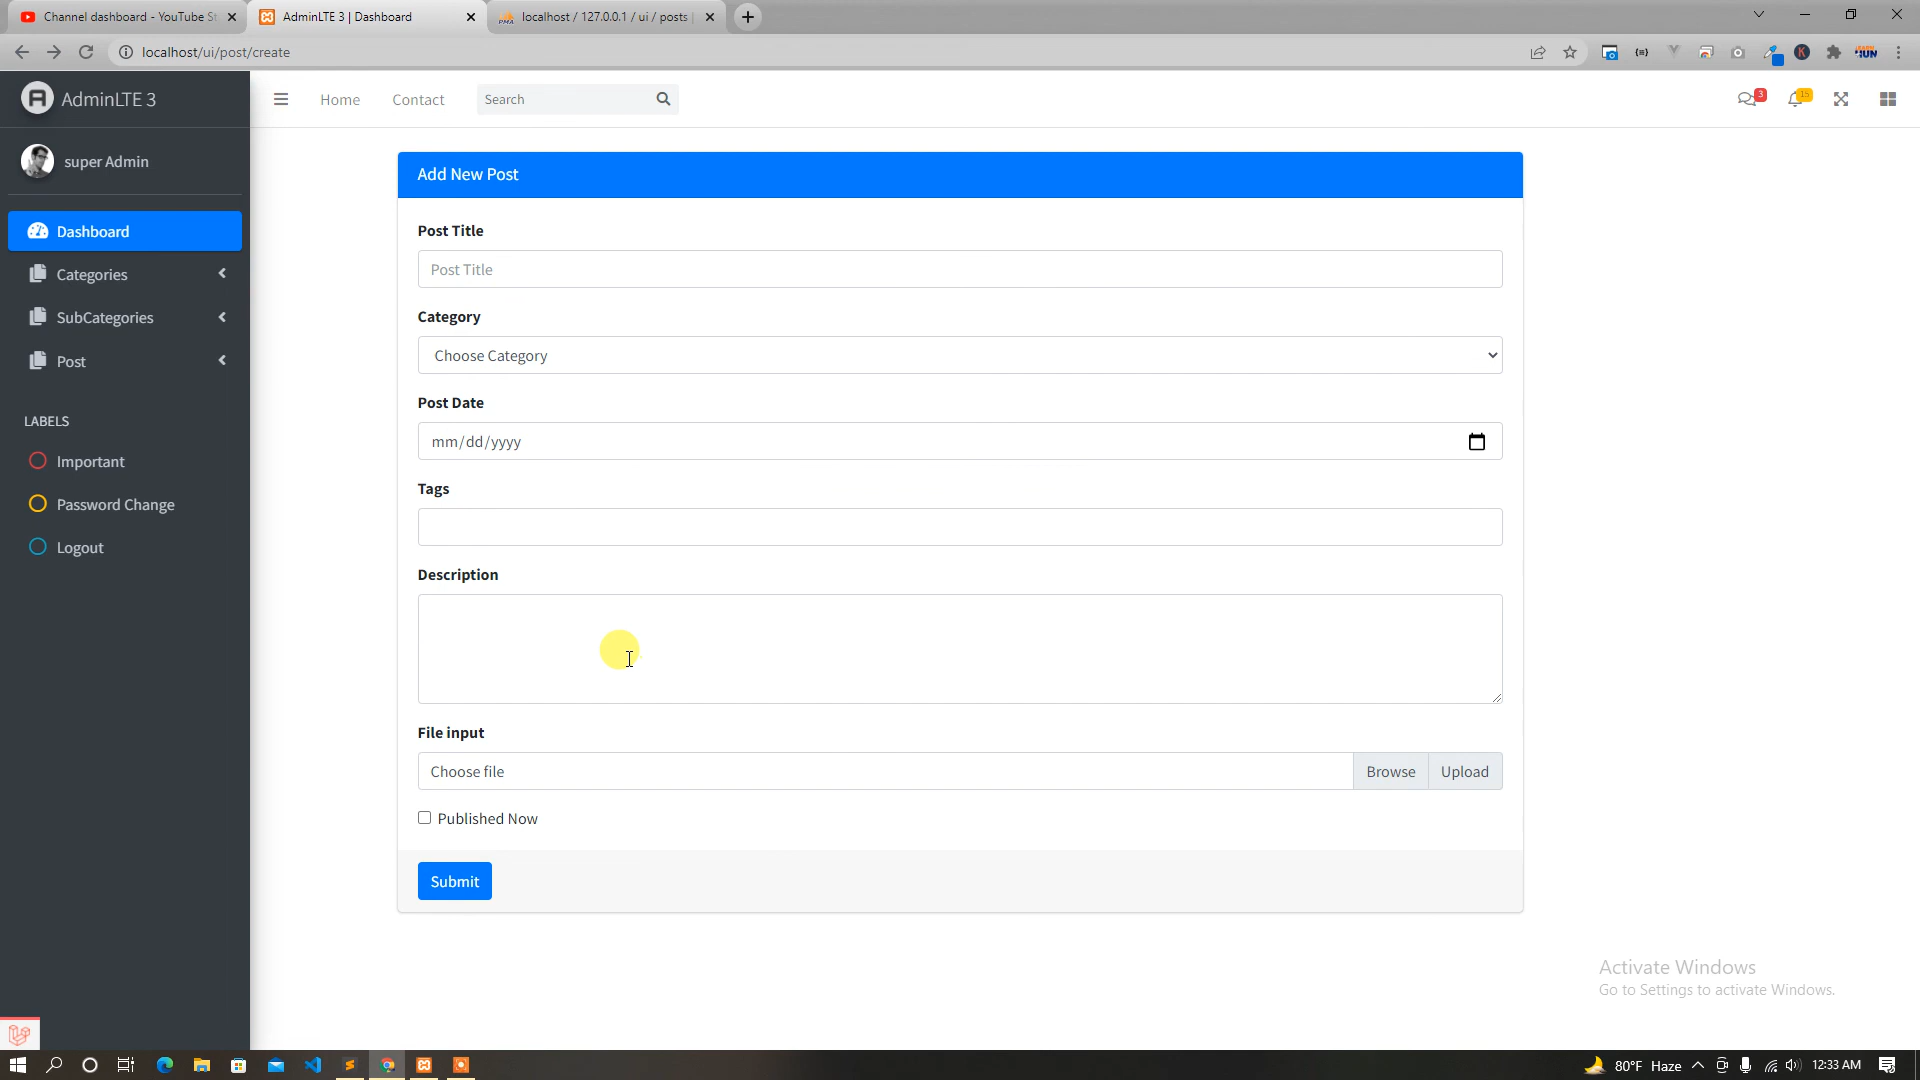 Channel dashboard - YouTube St
AdminLTE 3 | Dashboard
localhost / 127.0.0.1 / ui / posts
localhost/ui/post/create
AdminLTE 3
Home
Contact
Search
3
15
super Admin
Dashboard
Categories
SubCategories
Post
LABELS
Important
Password Change
Logout
Add New Post
Post Title
Post Title
Category
Choose Category
Post Date
mm/dd/yyyy
Tags
Description
File input
Choose file
Browse
Upload
Published Now
Submit
Activate Windows
Go to Settings to activate Windows.
80°F Haze
12:33 AM